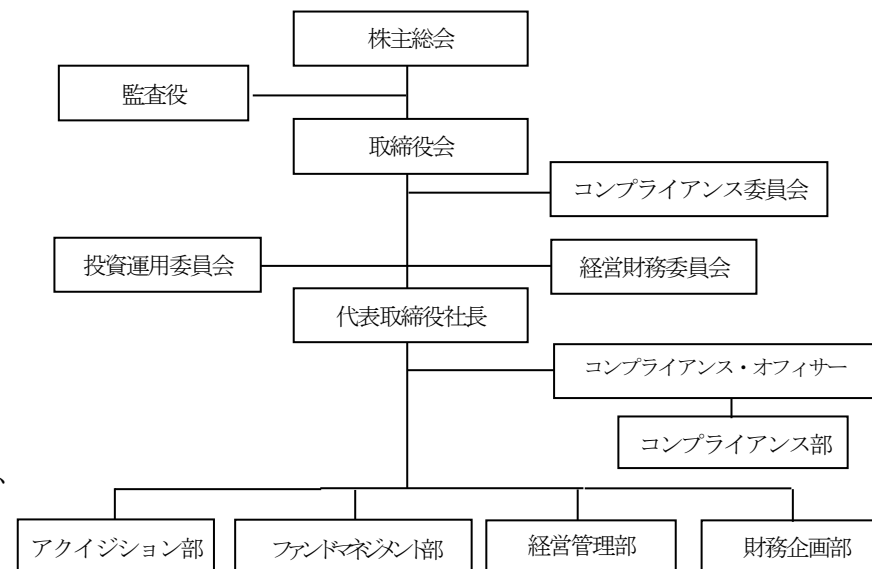 株主総会
監査役
取締役会
コンプライアンス委員会
投資運用委員会
経営財務委員会
代表取締役社長
コンプライアンス・オフィサー
コンプライアンス部
、
アクイジション部
ファンドマネジメント部
経営管理部
財務企画部